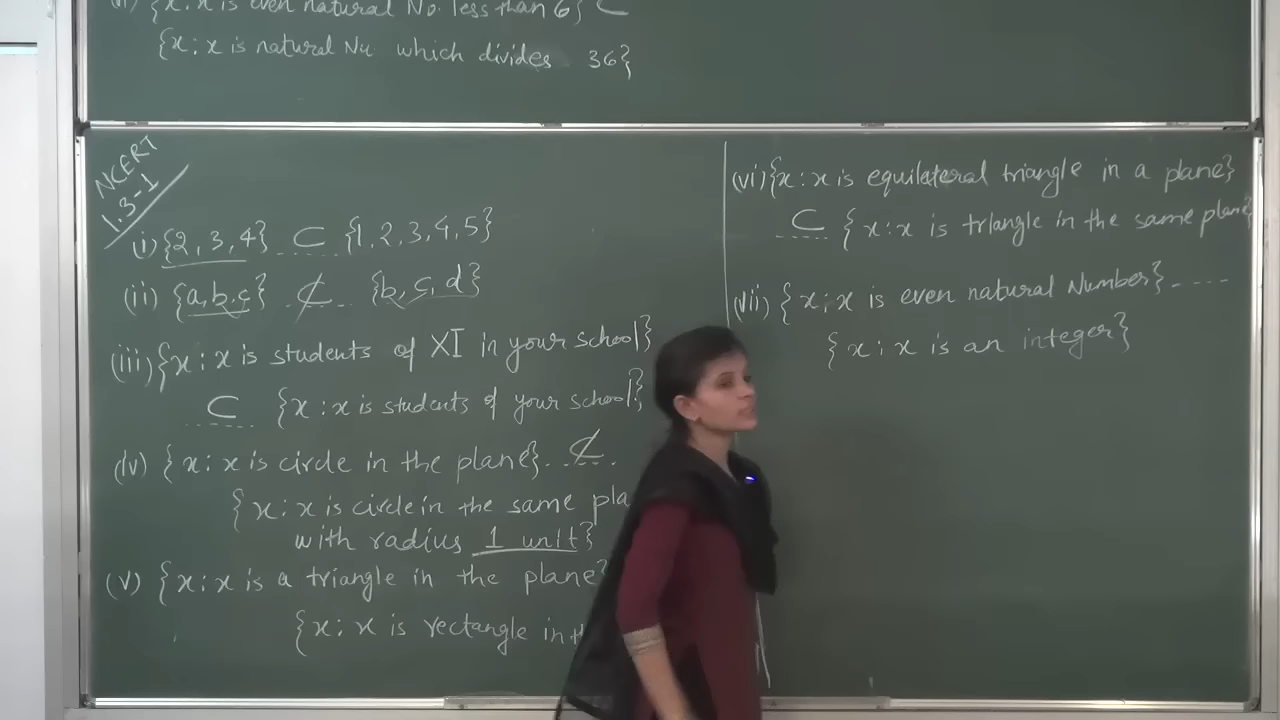 {x : x is even natural No. less than 6} ⊂
{x : x is natural Nu which divides 36}
NCERT
1.3-1
(i) {2, 3, 4} ..⊂.. {1, 2, 3, 4, 5}
(ii) {a, b, c} ..⊄.. {b, c, d}
(iii) {x : x is students of XI in your school}
..⊂.. {x : x is students of your school}
(iv) {x : x is circle in the plane} ..⊄..
{x : x is circle in the same pla
with radius 1 unit}
(v) {x : x is a triangle in the plane}
{x : x is rectangle in th
(vi) {x : x is equilateral triangle in a plane}
..⊂.. {x : x is triangle in the same plane}
(vii) {x : x is even natural Number} ....
{x : x is an integer}